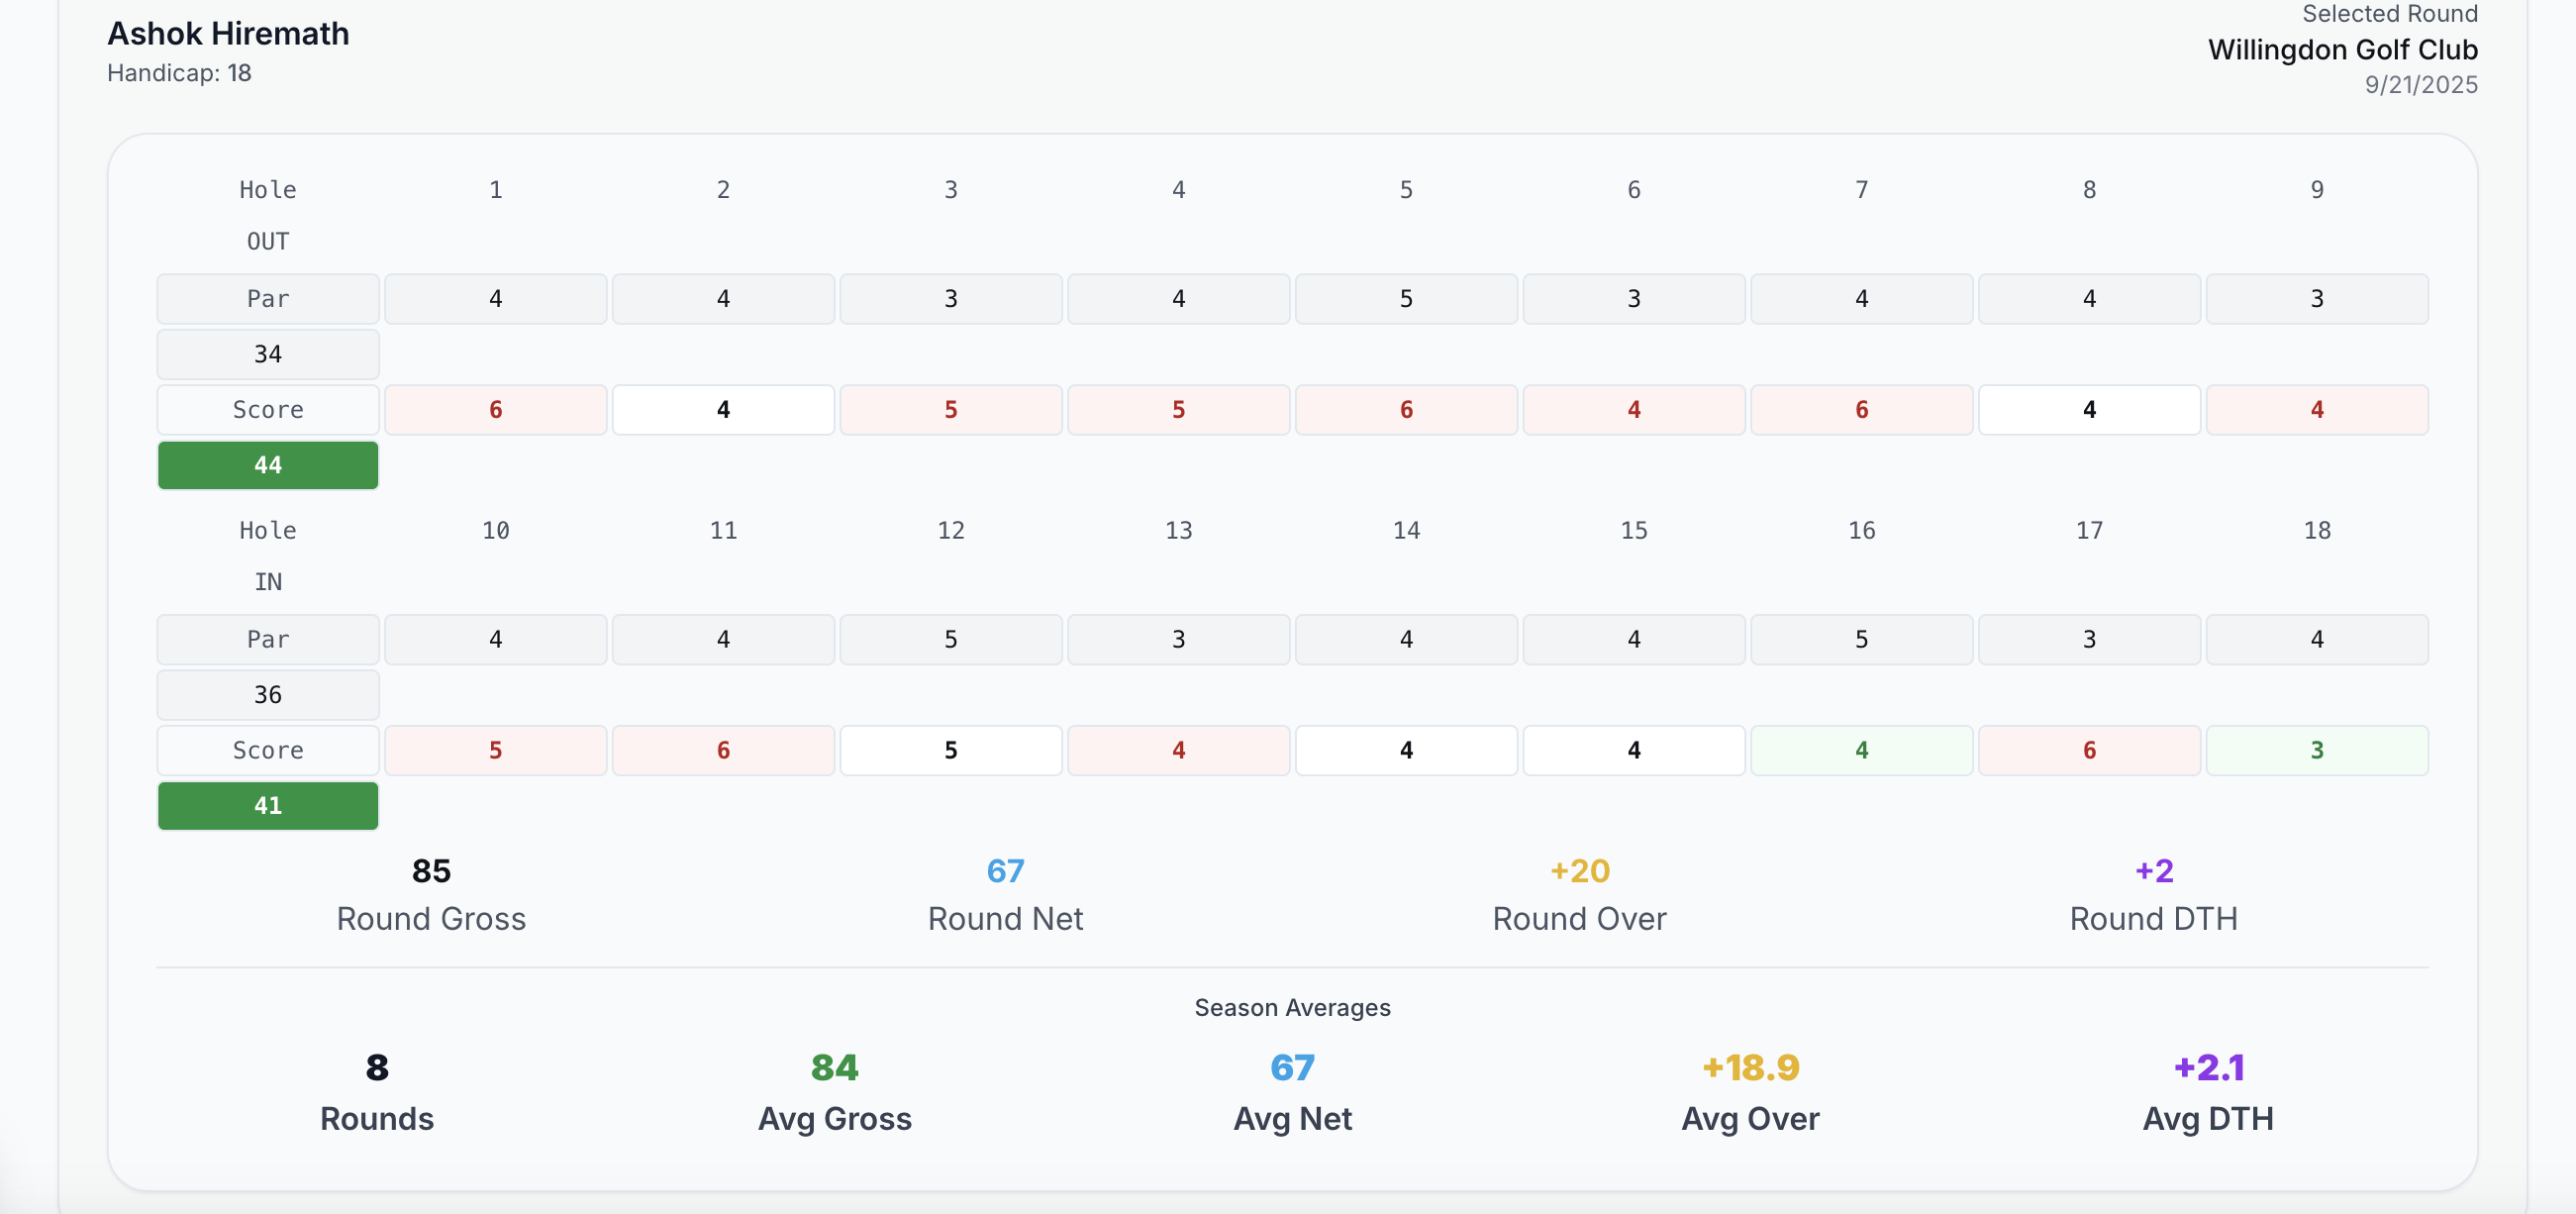 Ashok Hiremath
Handicap: 18
Selected Round
Willingdon Golf Club
9/21/2025
Hole 1 2 3 4 5 6 7 8 9
OUT
Par 4 4 3 4 5 3 4 4 3
34
Score 6 4 5 5 6 4 6 4 4
44
Hole 10 11 12 13 14 15 16 17 18
IN
Par 4 4 5 3 4 4 5 3 4
36
Score 5 6 5 4 4 4 4 6 3
41
85 67 +20 +2
Round Gross Round Net Round Over Round DTH
Season Averages
8 84 67 +18.9 +2.1
Rounds Avg Gross Avg Net Avg Over Avg DTH